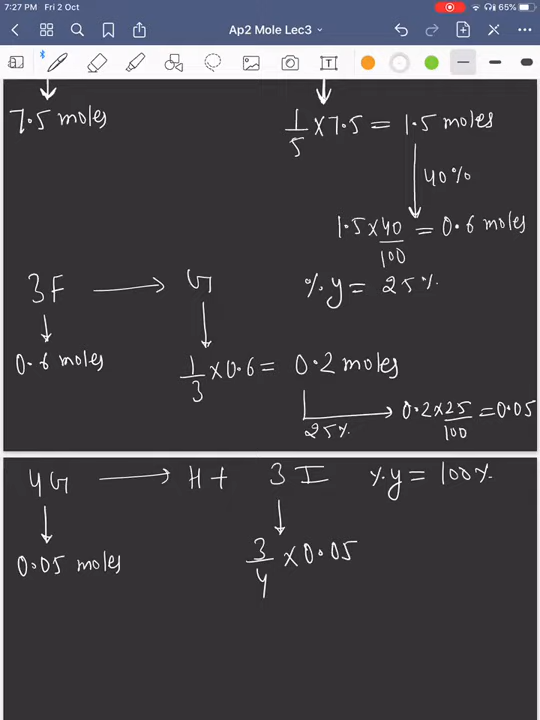 7:27 PM Fri 2 Oct 65%
Ap2 Mole Lec3
7.5 moles
1/5 × 7.5 = 1.5 moles
40%
1.5 × 40/100 = 0.6 moles
3F → G %.y = 25%
0.6 moles
1/3 × 0.6 = 0.2 moles
25% → 0.2 × 25/100 = 0.05
4G → H + 3I %.y = 100%
0.05 moles
3/4 × 0.05